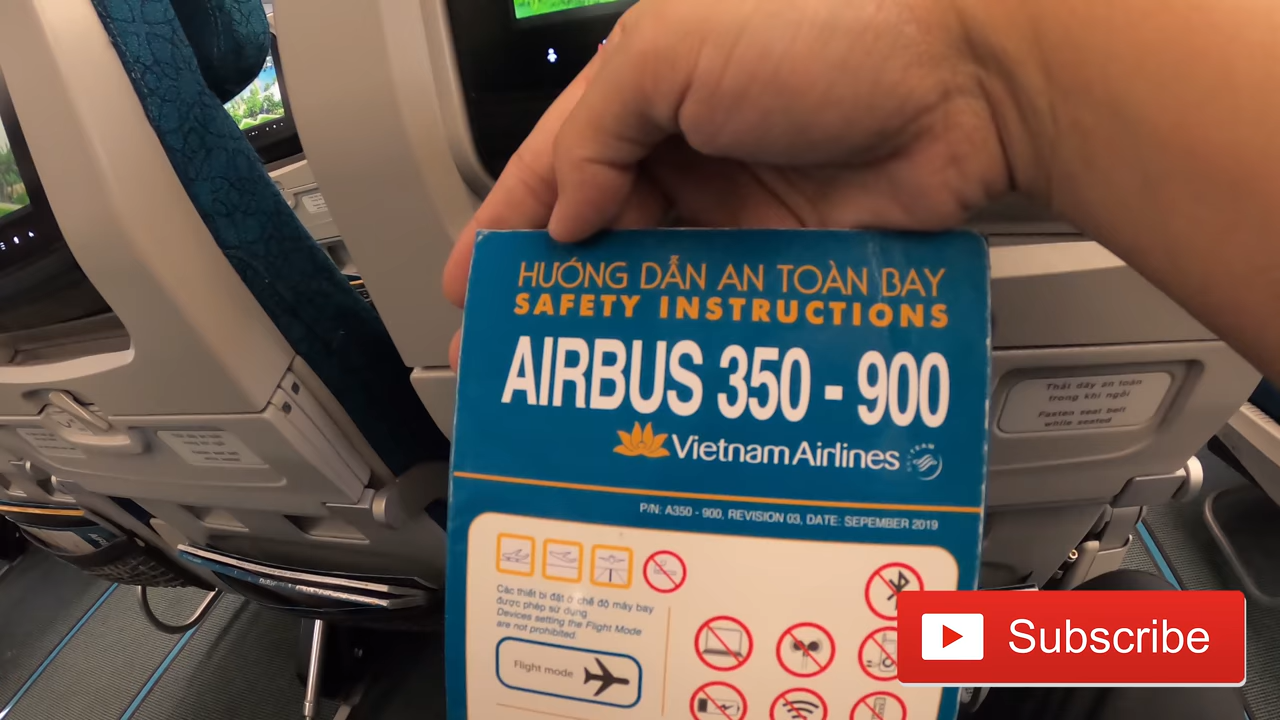 HƯỚNG DẪN AN TOÀN BAY
SAFETY INSTRUCTIONS
AIRBUS 350 - 900
Vietnam Airlines
P/N: A350 - 900, REVISION 03, DATE: SEPEMBER 2019
Các thiết bị đặt ở chế độ máy bay
được phép sử dụng
Devices setting the Flight Mode
are not prohibited.
Flight mode
Thắt dây an toàn
trong khi ngồi
Fasten seat belt
while seated
Subscribe